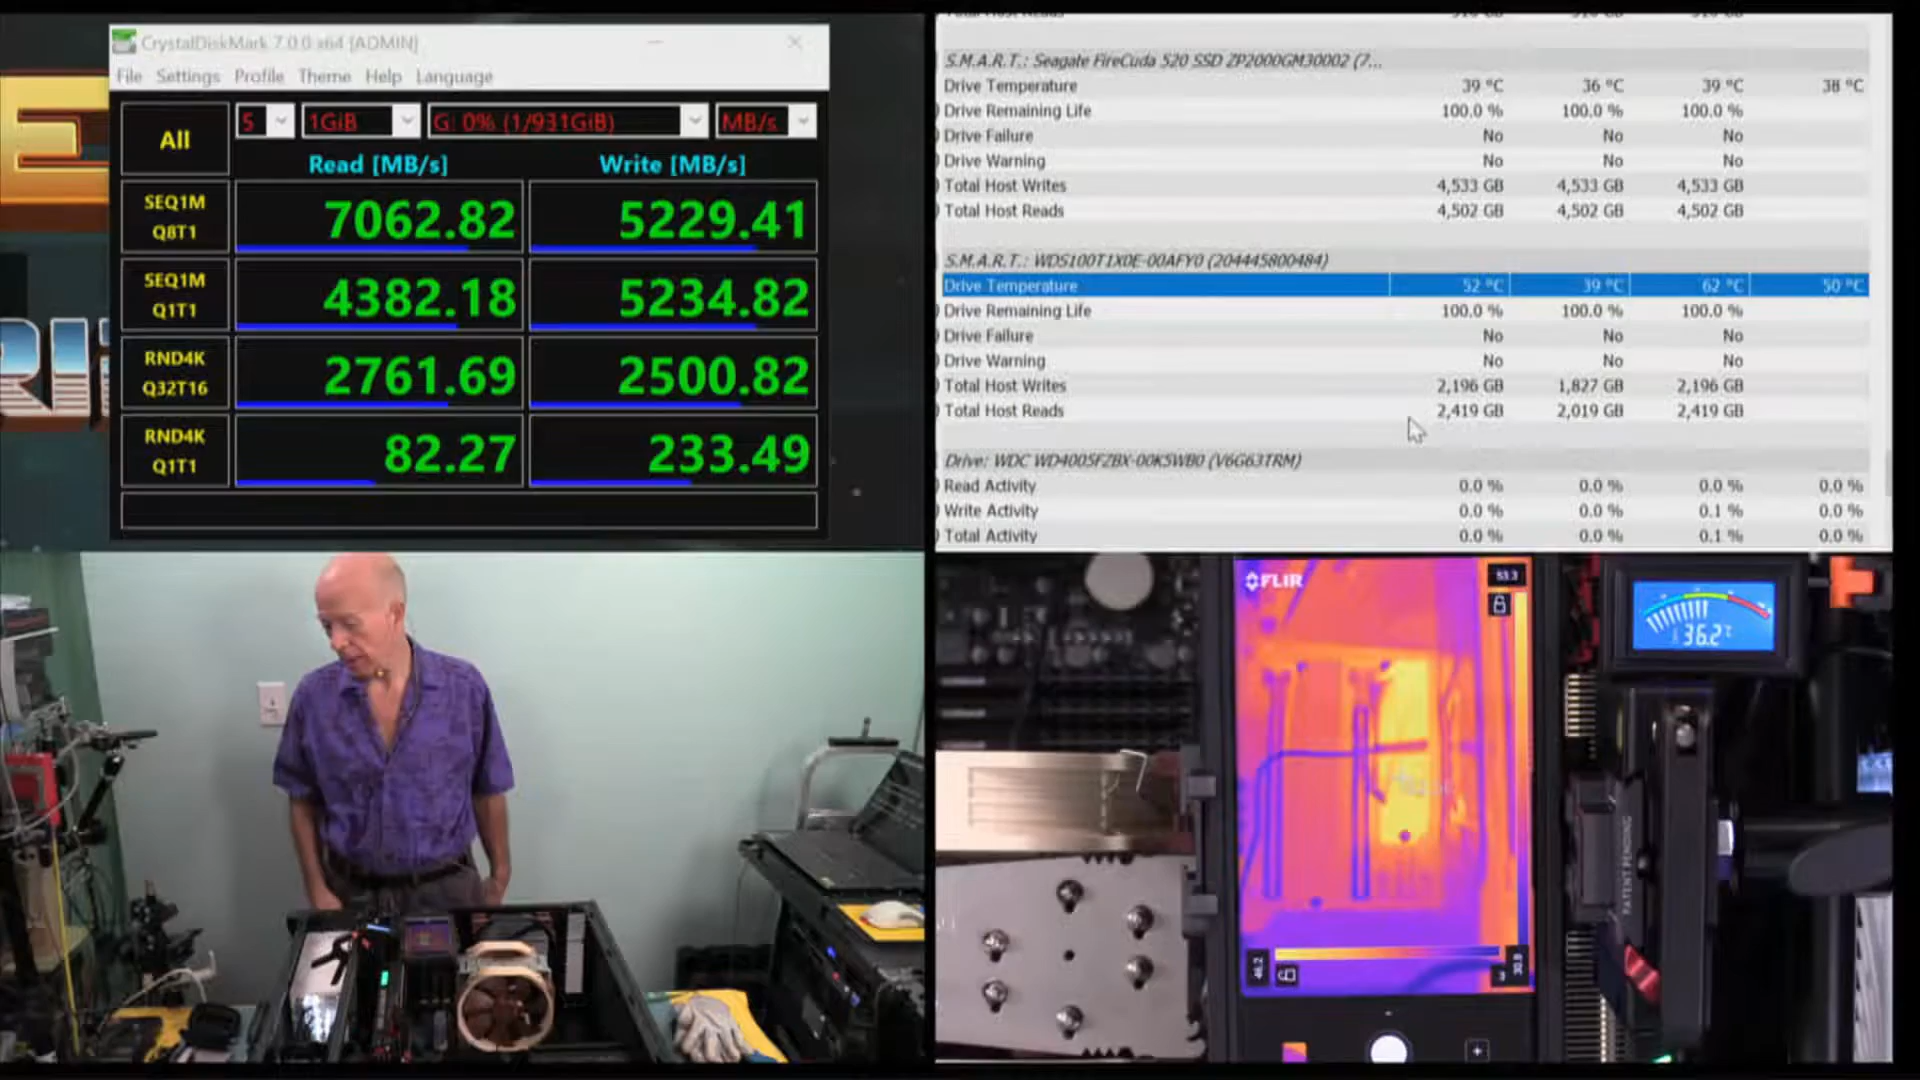 CrystalDiskMark 7.0.0 x64 [ADMIN]
File Settings Profile Theme Help Language
All
5 1GiB G: 0% (1/931GiB) MB/s
Read [MB/s] Write [MB/s]
SEQ1M
Q8T1
7062.82 5229.41
SEQ1M
Q1T1
4382.18 5234.82
RND4K
Q32T16
2761.69 2500.82
RND4K
Q1T1
82.27 233.49
S.M.A.R.T.: Seagate FireCuda 520 SSD ZP2000GM30002 (7...
Drive Temperature 39 °C 36 °C 39 °C 38 °C
Drive Remaining Life 100.0 % 100.0 % 100.0 %
Drive Failure No No No
Drive Warning No No No
Total Host Writes 4,533 GB 4,533 GB 4,533 GB
Total Host Reads 4,502 GB 4,502 GB 4,502 GB
S.M.A.R.T.: WDS100T1X0E-00AFY0 (204445800484)
Drive Temperature 52 °C 39 °C 62 °C 50 °C
Drive Remaining Life 100.0 % 100.0 % 100.0 %
Drive Failure No No No
Drive Warning No No No
Total Host Writes 2,196 GB 1,827 GB 2,196 GB
Total Host Reads 2,419 GB 2,019 GB 2,419 GB
Drive: WDC WD4005FZBX-00K5WB0 (V6G63TRM)
Read Activity 0.0 % 0.0 % 0.0 % 0.0 %
Write Activity 0.0 % 0.0 % 0.1 % 0.0 %
Total Activity 0.0 % 0.0 % 0.1 % 0.0 %
FLIR
53.3
46.2
30.8
3
36.2
PATENT PENDING